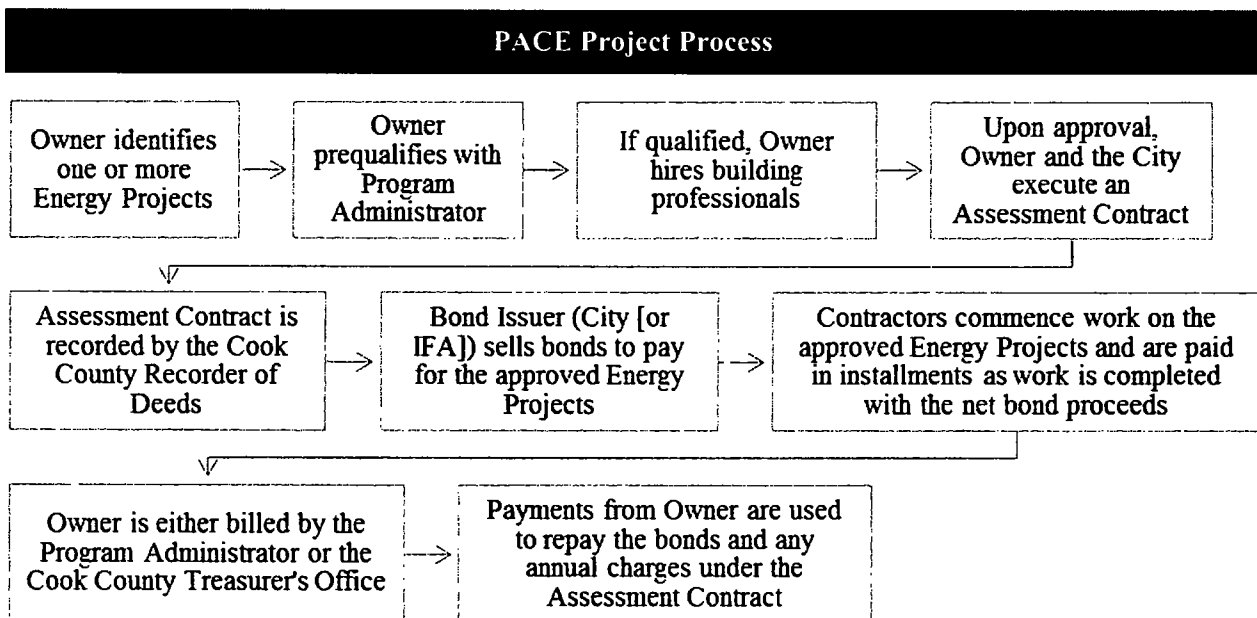 PACE Project Process
Owner identifies
one or more
Energy Projects
Owner
prequalifies with
Program
Administrator
If qualified, Owner
hires building
professionals
Upon approval,
Owner and the City
execute an
Assessment Contract
Assessment Contract is
recorded by the Cook
County Recorder of
Deeds
Bond Issuer (City [or
IFA]) sells bonds to pay
for the approved Energy
Projects
Contractors commence work on the
approved Energy Projects and are paid
in installments as work is completed
with the net bond proceeds
Owner is either billed by the
Program Administrator or the
Cook County Treasurer's Office
Payments from Owner are used
to repay the bonds and any
annual charges under the
Assessment Contract